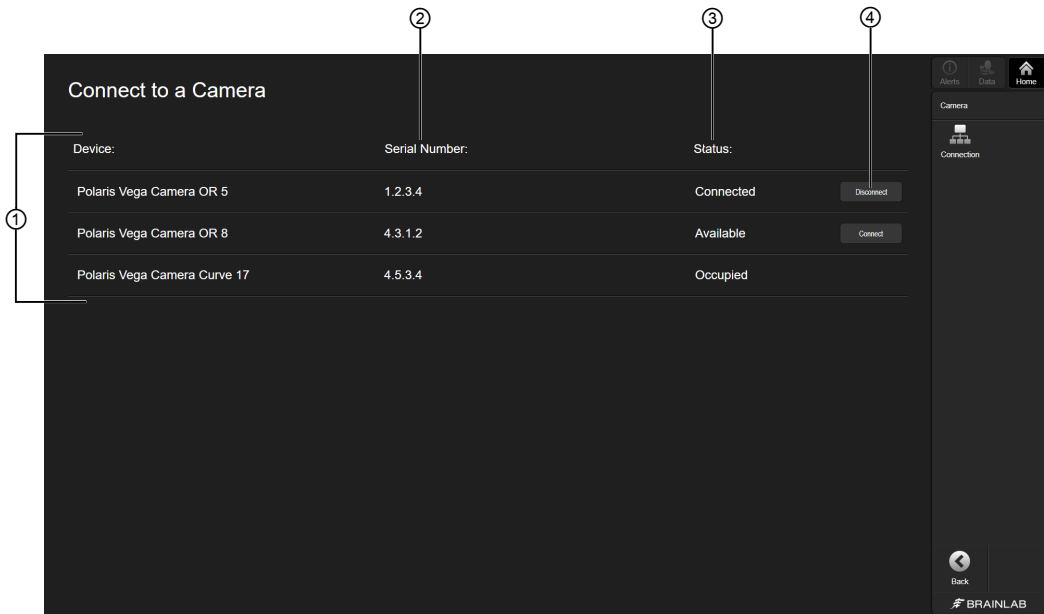 ② ③ ④
Alerts Data Home
Connect to a Camera
Camera
Device: Serial Number: Status:
Connection
Polaris Vega Camera OR 5 1.2.3.4 Connected Disconnect
①
Polaris Vega Camera OR 8 4.3.1.2 Available Connect
Polaris Vega Camera Curve 17 4.5.3.4 Occupied
Back
BRAINLAB